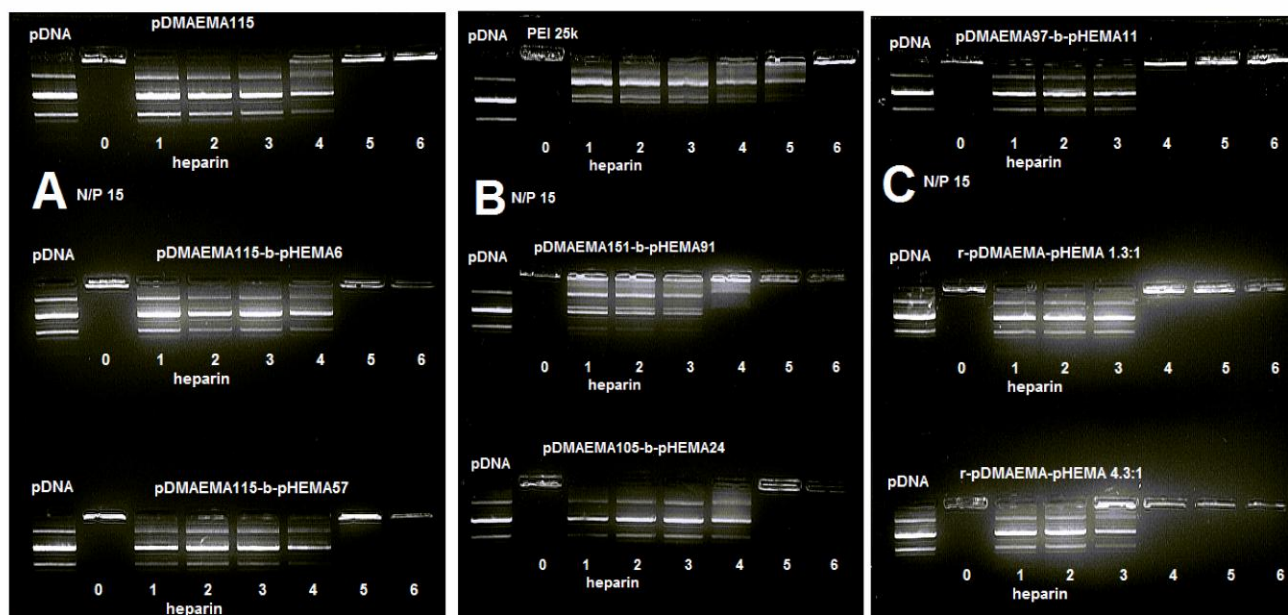 pDMAEMA115
pDNA
0 1 2 3 4 5 6
heparin
A N/P 15
pDMAEMA115-b-pHEMA6
pDNA
0 1 2 3 4 5 6
heparin
pDMAEMA115-b-pHEMA57
pDNA
0 1 2 3 4 5 6
heparin
PEI 25k
pDNA
0 1 2 3 4 5 6
heparin
B N/P 15
pDMAEMA151-b-pHEMA91
pDNA
0 1 2 3 4 5 6
heparin
pDMAEMA105-b-pHEMA24
pDNA
0 1 2 3 4 5 6
heparin
pDMAEMA97-b-pHEMA11
pDNA
0 1 2 3 4 5 6
heparin
C N/P 15
r-pDMAEMA-pHEMA 1.3:1
pDNA
0 1 2 3 4 5 6
heparin
r-pDMAEMA-pHEMA 4.3:1
pDNA
0 1 2 3 4 5 6
heparin